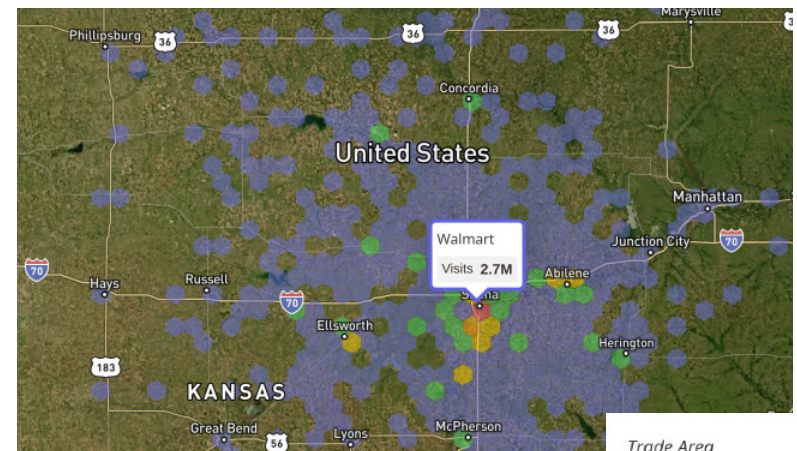 Marysville
Phillipsburg
36
36
36
3
Concordia
United States
Manhattan
Walmart
Visits 2.7M
Junction City
70
70
Abilene
Hays
Russell
70
Ellsworth
Herington
183
KANSAS
Great Bend
McPherson
Lyons
56
Trade Area